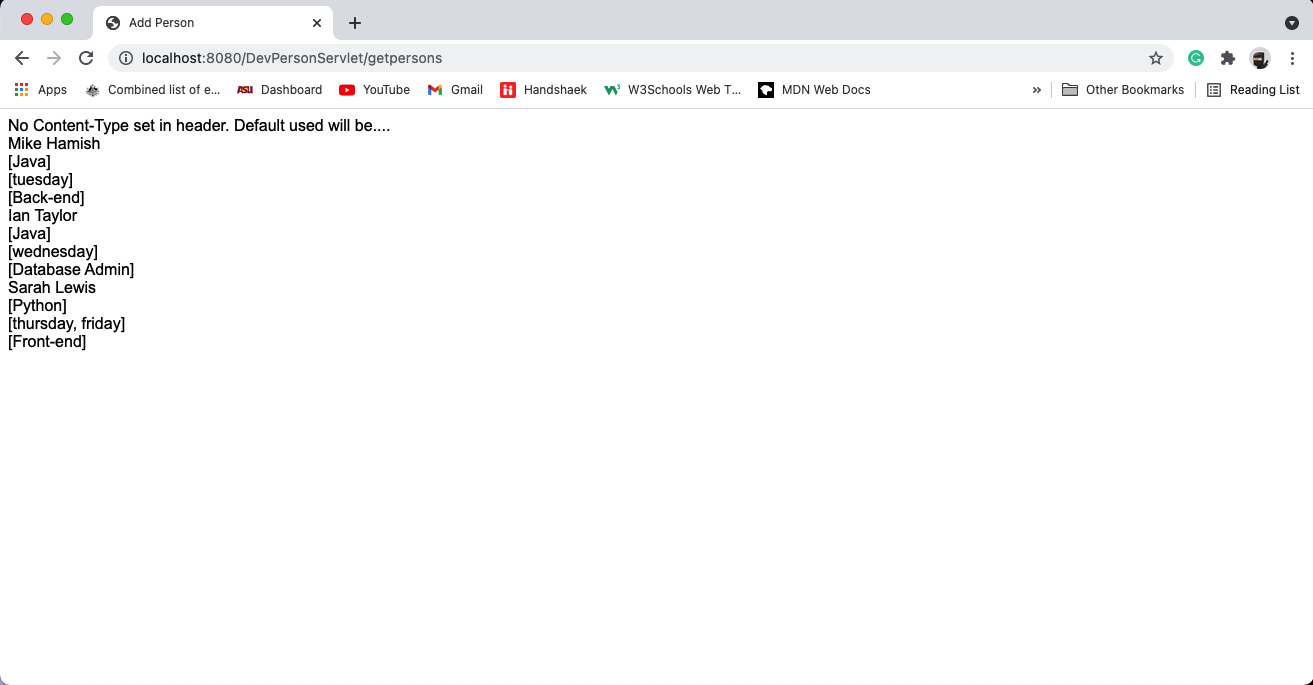 Add Person
localhost:8080/DevPersonServlet/getpersons
Apps Combined list of e... ASU Dashboard YouTube Gmail Handshaek W3Schools Web T... MDN Web Docs » Other Bookmarks Reading List
No Content-Type set in header. Default used will be....
Mike Hamish
[Java]
[tuesday]
[Back-end]
Ian Taylor
[Java]
[wednesday]
[Database Admin]
Sarah Lewis
[Python]
[thursday, friday]
[Front-end]